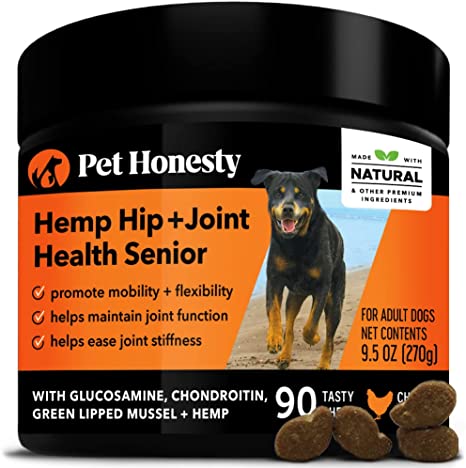 Pet Honesty
MADE WITH
NATURAL
& OTHER PREMIUM
INGREDIENTS
Hemp Hip + Joint
Health Senior
promote mobility + flexibility
helps maintain joint function
helps ease joint stiffness
FOR ADULT DOGS
NET CONTENTS
9.5 OZ (270g)
WITH GLUCOSAMINE, CHONDROITIN,
GREEN LIPPED MUSSEL + HEMP
90 TASTY